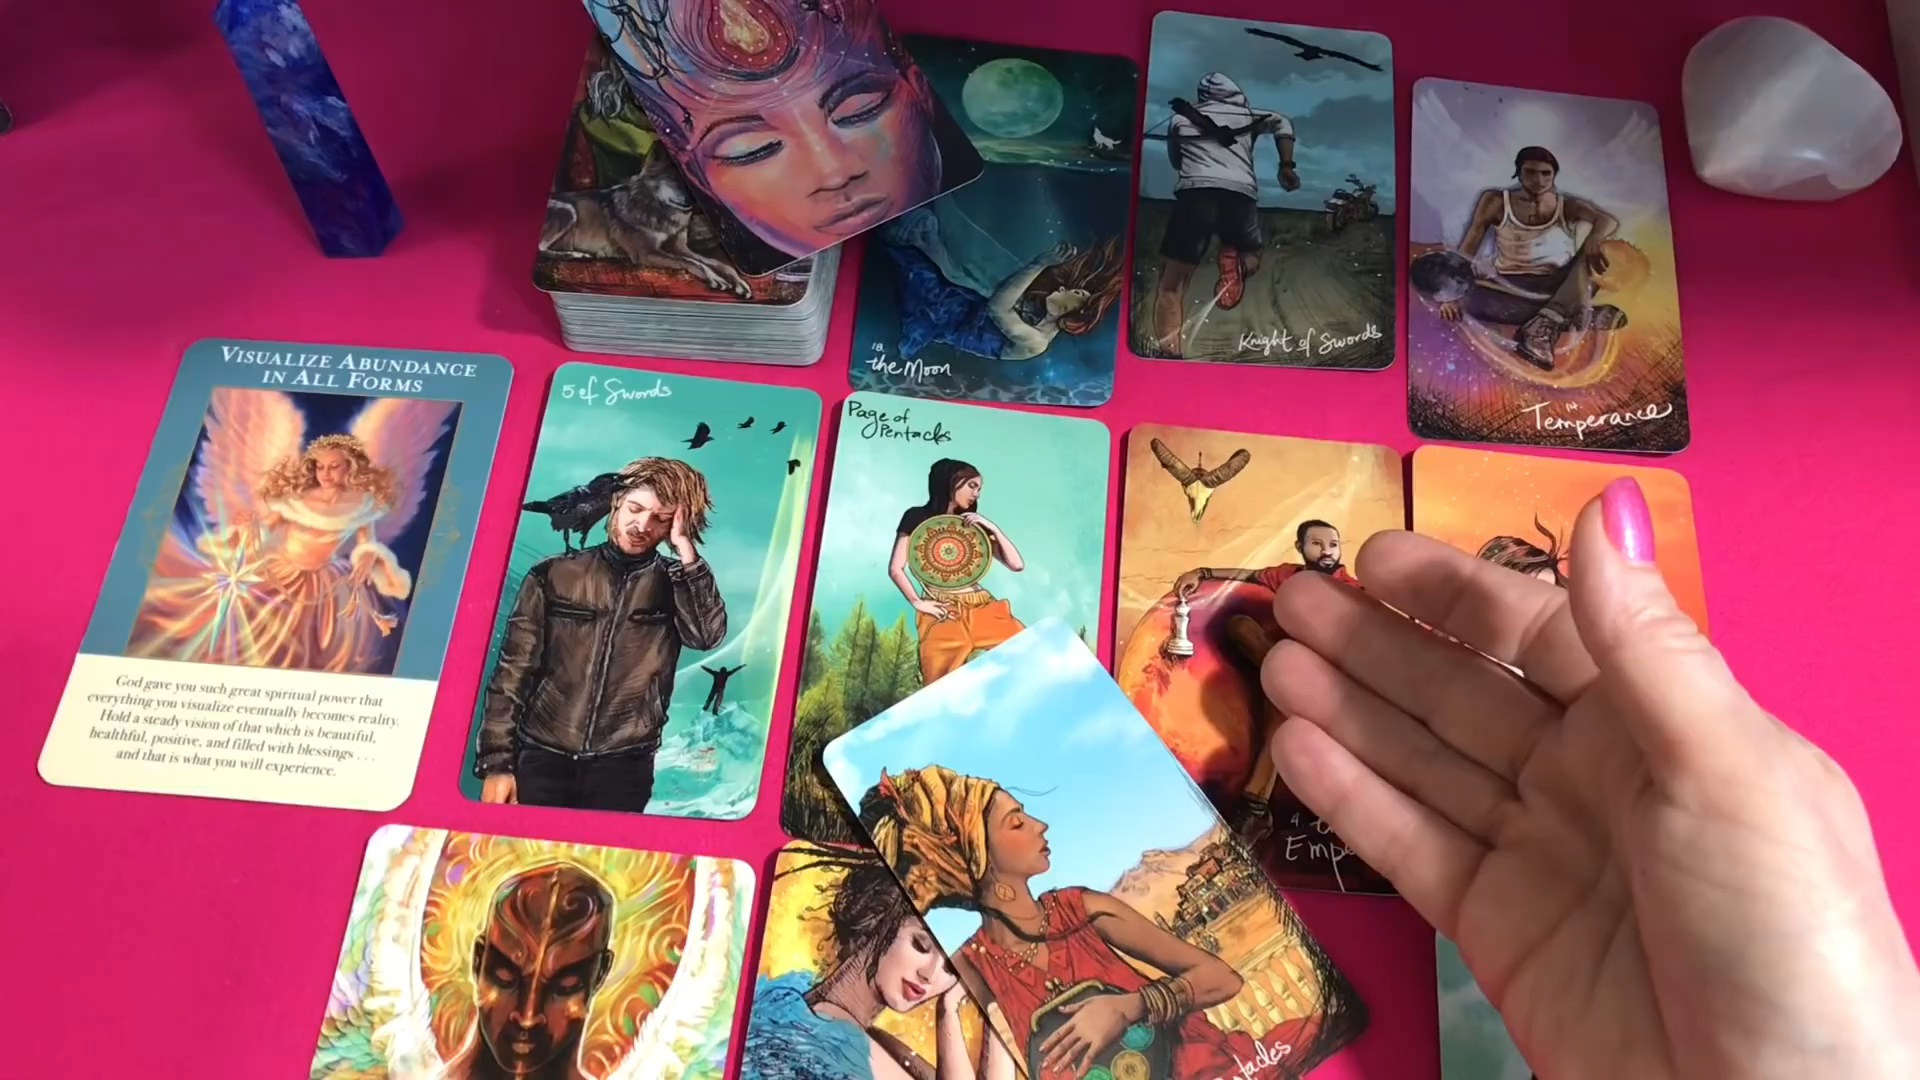 18.
the Moon
Knight of Swords
14.
Temperance
VISUALIZE ABUNDANCE
IN ALL FORMS
God gave you such great spiritual power that
everything you visualize eventually becomes reality.
Hold a steady vision of that which is beautiful,
healthful, positive, and filled with blessings . . .
and that is what you will experience.
5 of Swords
Page of
Pentacles
4.